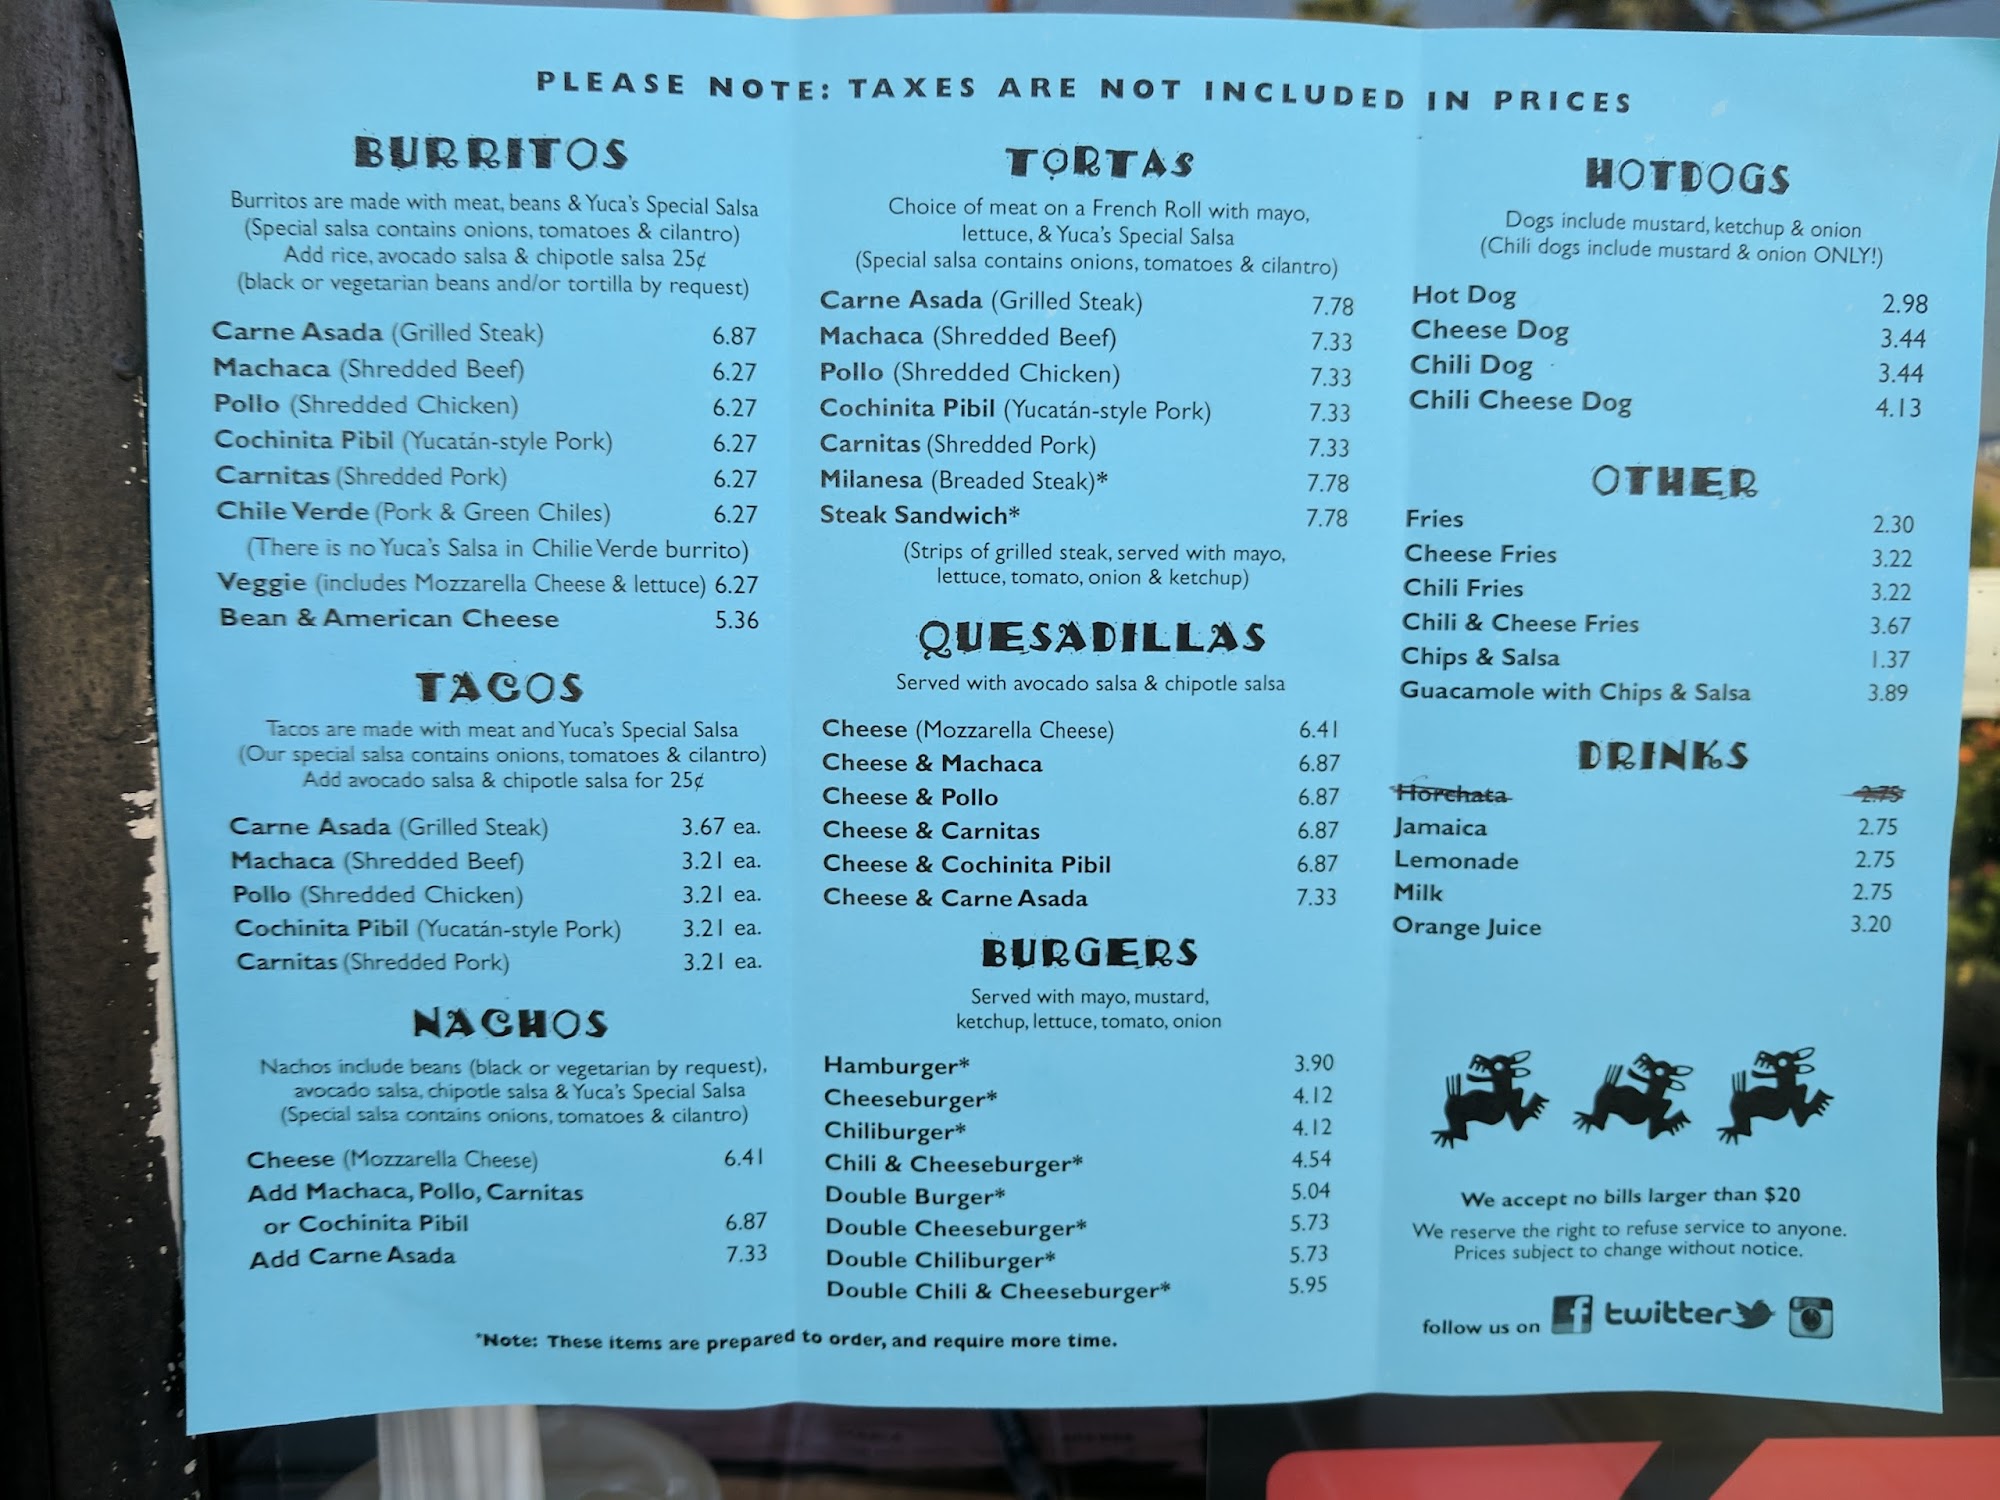 PLEASE NOTE: TAXES ARE NOT INCLUDED IN PRICES
BURRITOS
Burritos are made with meat, beans & Yuca's Special Salsa
(Special salsa contains onions, tomatoes & cilantro)
Add rice, avocado salsa & chipotle salsa 25¢
(black or vegetarian beans and/or tortilla by request)
Carne Asada (Grilled Steak) 6.87
Machaca (Shredded Beef) 6.27
Pollo (Shredded Chicken) 6.27
Cochinita Pibil (Yucatán-style Pork) 6.27
Carnitas (Shredded Pork) 6.27
Chile Verde (Pork & Green Chiles) 6.27
(There is no Yuca's Salsa in Chilie Verde burrito)
Veggie (includes Mozzarella Cheese & lettuce) 6.27
Bean & American Cheese 5.36
TACOS
Tacos are made with meat and Yuca's Special Salsa
(Our special salsa contains onions, tomatoes & cilantro)
Add avocado salsa & chipotle salsa for 25¢
Carne Asada (Grilled Steak) 3.67 ea.
Machaca (Shredded Beef) 3.21 ea.
Pollo (Shredded Chicken) 3.21 ea.
Cochinita Pibil (Yucatán-style Pork) 3.21 ea.
Carnitas (Shredded Pork) 3.21 ea.
NACHOS
Nachos include beans (black or vegetarian by request),
avocado salsa, chipotle salsa & Yuca's Special Salsa
(Special salsa contains onions, tomatoes & cilantro)
Cheese (Mozzarella Cheese) 6.41
Add Machaca, Pollo, Carnitas
or Cochinita Pibil 6.87
Add Carne Asada 7.33
TORTAS
Choice of meat on a French Roll with mayo,
lettuce, & Yuca's Special Salsa
(Special salsa contains onions, tomatoes & cilantro)
Carne Asada (Grilled Steak) 7.78
Machaca (Shredded Beef) 7.33
Pollo (Shredded Chicken) 7.33
Cochinita Pibil (Yucatán-style Pork) 7.33
Carnitas (Shredded Pork) 7.33
Milanesa (Breaded Steak)* 7.78
Steak Sandwich* 7.78
(Strips of grilled steak, served with mayo,
lettuce, tomato, onion & ketchup)
QUESADILLAS
Served with avocado salsa & chipotle salsa
Cheese (Mozzarella Cheese) 6.41
Cheese & Machaca 6.87
Cheese & Pollo 6.87
Cheese & Carnitas 6.87
Cheese & Cochinita Pibil 6.87
Cheese & Carne Asada 7.33
BURGERS
Served with mayo, mustard,
ketchup, lettuce, tomato, onion
Hamburger* 3.90
Cheeseburger* 4.12
Chiliburger* 4.12
Chili & Cheeseburger* 4.54
Double Burger* 5.04
Double Cheeseburger* 5.73
Double Chiliburger* 5.73
Double Chili & Cheeseburger* 5.95
*Note: These items are prepared to order, and require more time.
HOTDOGS
Dogs include mustard, ketchup & onion
(Chili dogs include mustard & onion ONLY!)
Hot Dog 2.98
Cheese Dog 3.44
Chili Dog 3.44
Chili Cheese Dog 4.13
OTHER
Fries 2.30
Cheese Fries 3.22
Chili Fries 3.22
Chili & Cheese Fries 3.67
Chips & Salsa 1.37
Guacamole with Chips & Salsa 3.89
DRINKS
Horchata 2.75
Jamaica 2.75
Lemonade 2.75
Milk 2.75
Orange Juice 3.20
We accept no bills larger than $20
We reserve the right to refuse service to anyone.
Prices subject to change without notice.
follow us on f twitter